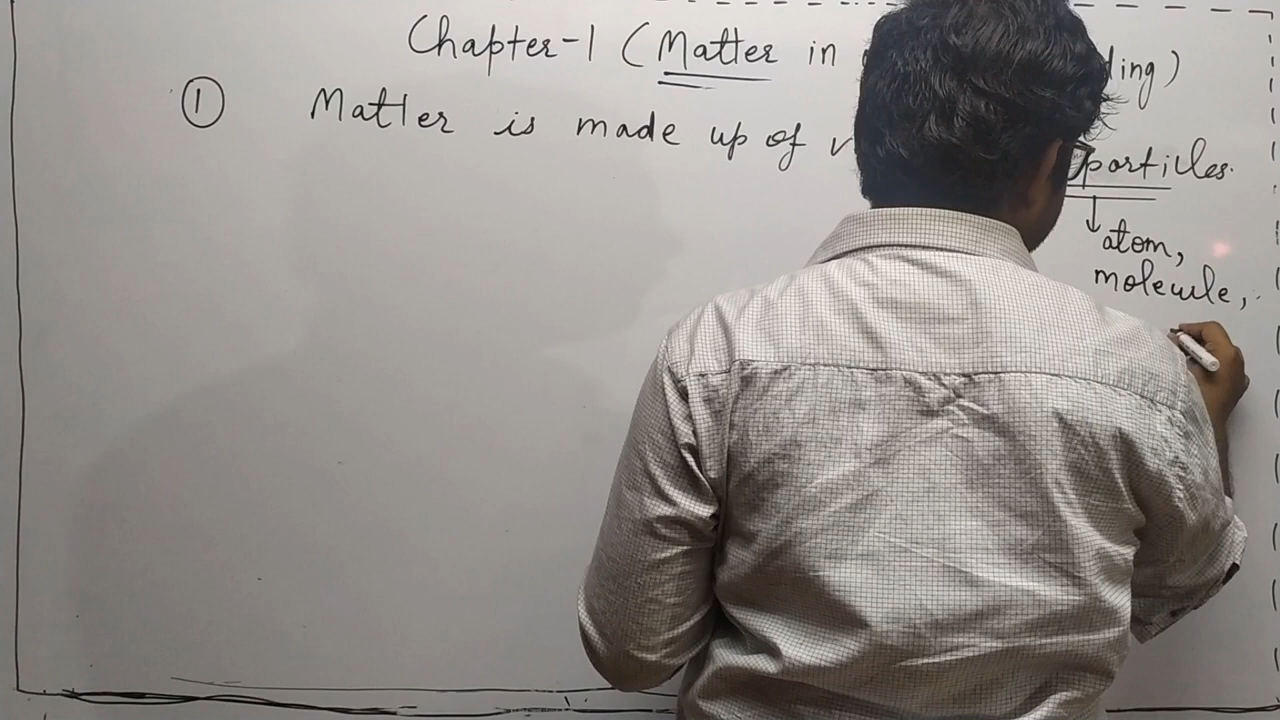 Chapter-1 (Matter in ding)
① Matter is made up of v particles.
↓ atom,
molecule,